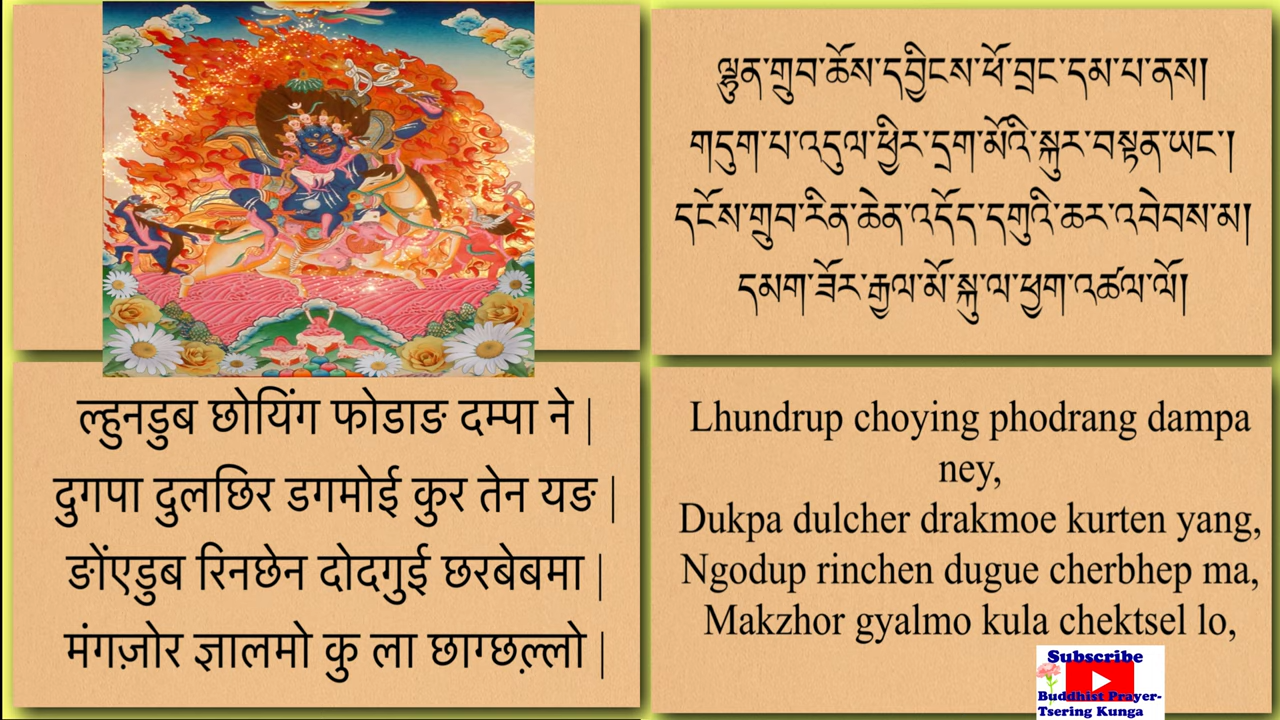 ལྷུན་གྲུབ་ཆོས་དབྱིངས་ཕོ་བྲང་དམ་པ་ནས།
གདུག་པ་འདུལ་ཕྱིར་དྲག་མོའི་སྐུར་བསྟན་ཡང་།
དངོས་གྲུབ་རིན་ཆེན་འདོད་དགུའི་ཆར་འབེབས་མ།
དམག་ཟོར་རྒྱལ་མོ་སྐུ་ལ་ཕྱག་འཚལ་ལོ།
ल्हुनडुब छोयिंग फोडाङ दम्पा ने |
दुगपा दुलछिर डगमोई कुर तेन यङ |
ङोंएडुब रिनछेन दोदगुई छरबेबमा |
मंगज़ोर ज्ञालमो कु ला छाग्छल़्लो |
Lhundrup choying phodrang dampa
ney,
Dukpa dulcher drakmoe kurten yang,
Ngodup rinchen dugue cherbhep ma,
Makzhor gyalmo kula chektsel lo,
Subscribe
Buddhist Prayer-
Tsering Kunga